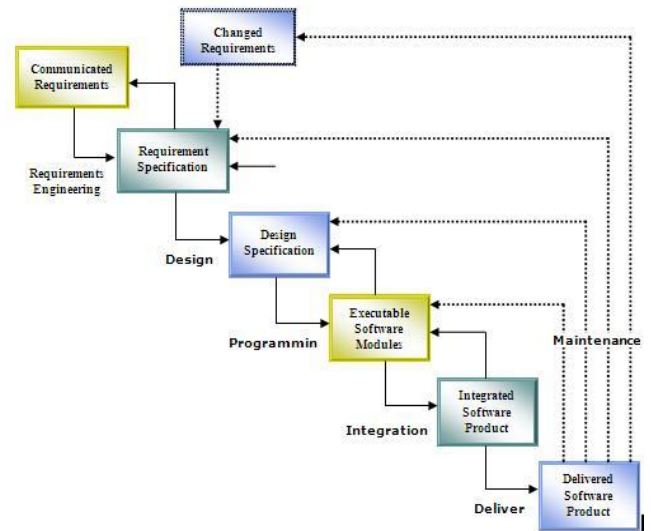 Changed
Requirements
Communicated
Requirements
Requirement
Specification
Requirements
Engineering
Design
Specification
Design
Executable
Software
Modules
Programmin
Maintenance
Integrated
Software
Product
Integration
Delivered
Software
Product
Deliver